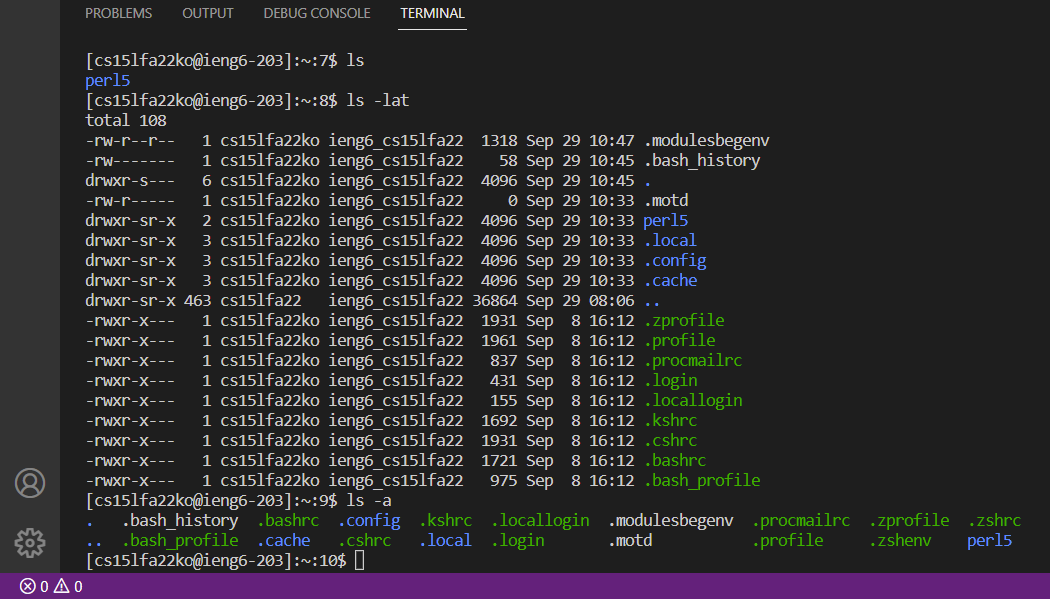 PROBLEMS OUTPUT DEBUG CONSOLE TERMINAL
[cs15lfa22ko@ieng6-203]:~:7$ ls
perl5
[cs15lfa22ko@ieng6-203]:~:8$ ls -lat
total 108
-rw-r--r--   1 cs15lfa22ko ieng6_cs15lfa22  1318 Sep 29 10:47 .modulesbegenv
-rw-------   1 cs15lfa22ko ieng6_cs15lfa22    58 Sep 29 10:45 .bash_history
drwxr-s---   6 cs15lfa22ko ieng6_cs15lfa22  4096 Sep 29 10:45 .
-rw-r-----   1 cs15lfa22ko ieng6_cs15lfa22     0 Sep 29 10:33 .motd
drwxr-sr-x   2 cs15lfa22ko ieng6_cs15lfa22  4096 Sep 29 10:33 perl5
drwxr-sr-x   3 cs15lfa22ko ieng6_cs15lfa22  4096 Sep 29 10:33 .local
drwxr-sr-x   3 cs15lfa22ko ieng6_cs15lfa22  4096 Sep 29 10:33 .config
drwxr-sr-x   3 cs15lfa22ko ieng6_cs15lfa22  4096 Sep 29 10:33 .cache
drwxr-sr-x 463 cs15lfa22   ieng6_cs15lfa22 36864 Sep 29 08:06 ..
-rwxr-x---   1 cs15lfa22ko ieng6_cs15lfa22  1931 Sep  8 16:12 .zprofile
-rwxr-x---   1 cs15lfa22ko ieng6_cs15lfa22  1961 Sep  8 16:12 .profile
-rwxr-x---   1 cs15lfa22ko ieng6_cs15lfa22   837 Sep  8 16:12 .procmailrc
-rwxr-x---   1 cs15lfa22ko ieng6_cs15lfa22   431 Sep  8 16:12 .login
-rwxr-x---   1 cs15lfa22ko ieng6_cs15lfa22   155 Sep  8 16:12 .locallogin
-rwxr-x---   1 cs15lfa22ko ieng6_cs15lfa22  1692 Sep  8 16:12 .kshrc
-rwxr-x---   1 cs15lfa22ko ieng6_cs15lfa22  1931 Sep  8 16:12 .cshrc
-rwxr-x---   1 cs15lfa22ko ieng6_cs15lfa22  1721 Sep  8 16:12 .bashrc
-rwxr-x---   1 cs15lfa22ko ieng6_cs15lfa22   975 Sep  8 16:12 .bash_profile
[cs15lfa22ko@ieng6-203]:~:9$ ls -a
.   .bash_history  .bashrc  .config  .kshrc  .locallogin  .modulesbegenv  .procmailrc  .zprofile  .zshrc
..  .bash_profile  .cache   .cshrc   .local  .login       .motd           .profile     .zshenv    perl5
[cs15lfa22ko@ieng6-203]:~:10$
0 0